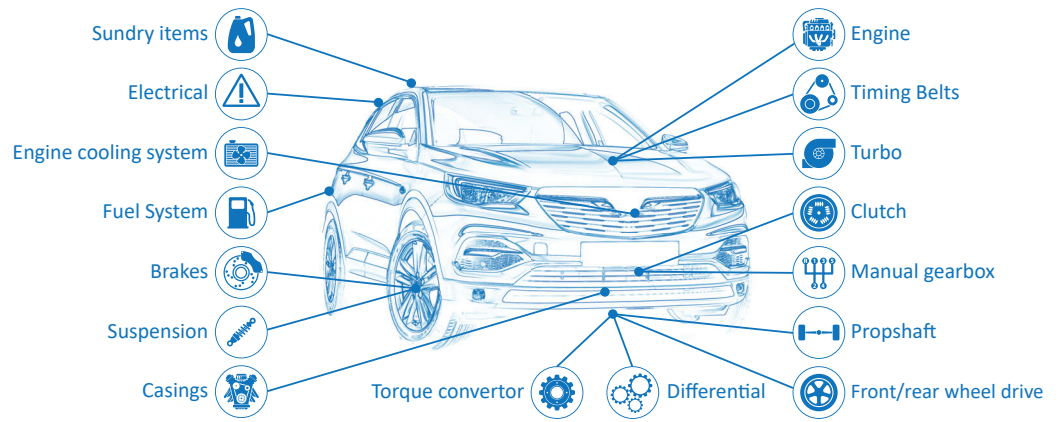 Sundry items
Engine
Electrical
Timing Belts
Engine cooling system
Turbo
Fuel System
Clutch
Brakes
Manual gearbox
Suspension
Propshaft
Casings
Torque convertor
Differential
Front/rear wheel drive